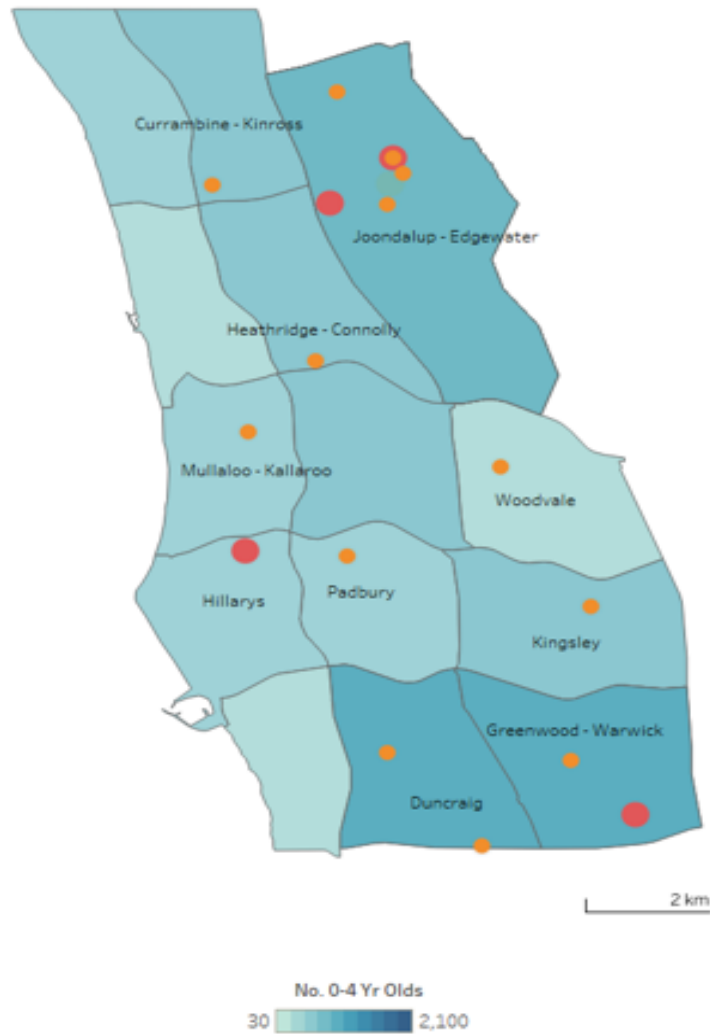 Currambine - Kinross
Joondalup - Edgewater
Heathridge - Connolly
Mullaloo - Kallaroo
Woodvale
Hillarys
Padbury
Kingsley
Greenwood - Warwick
Duncraig
2 km
No. 0-4 Yr Olds
30 2,100